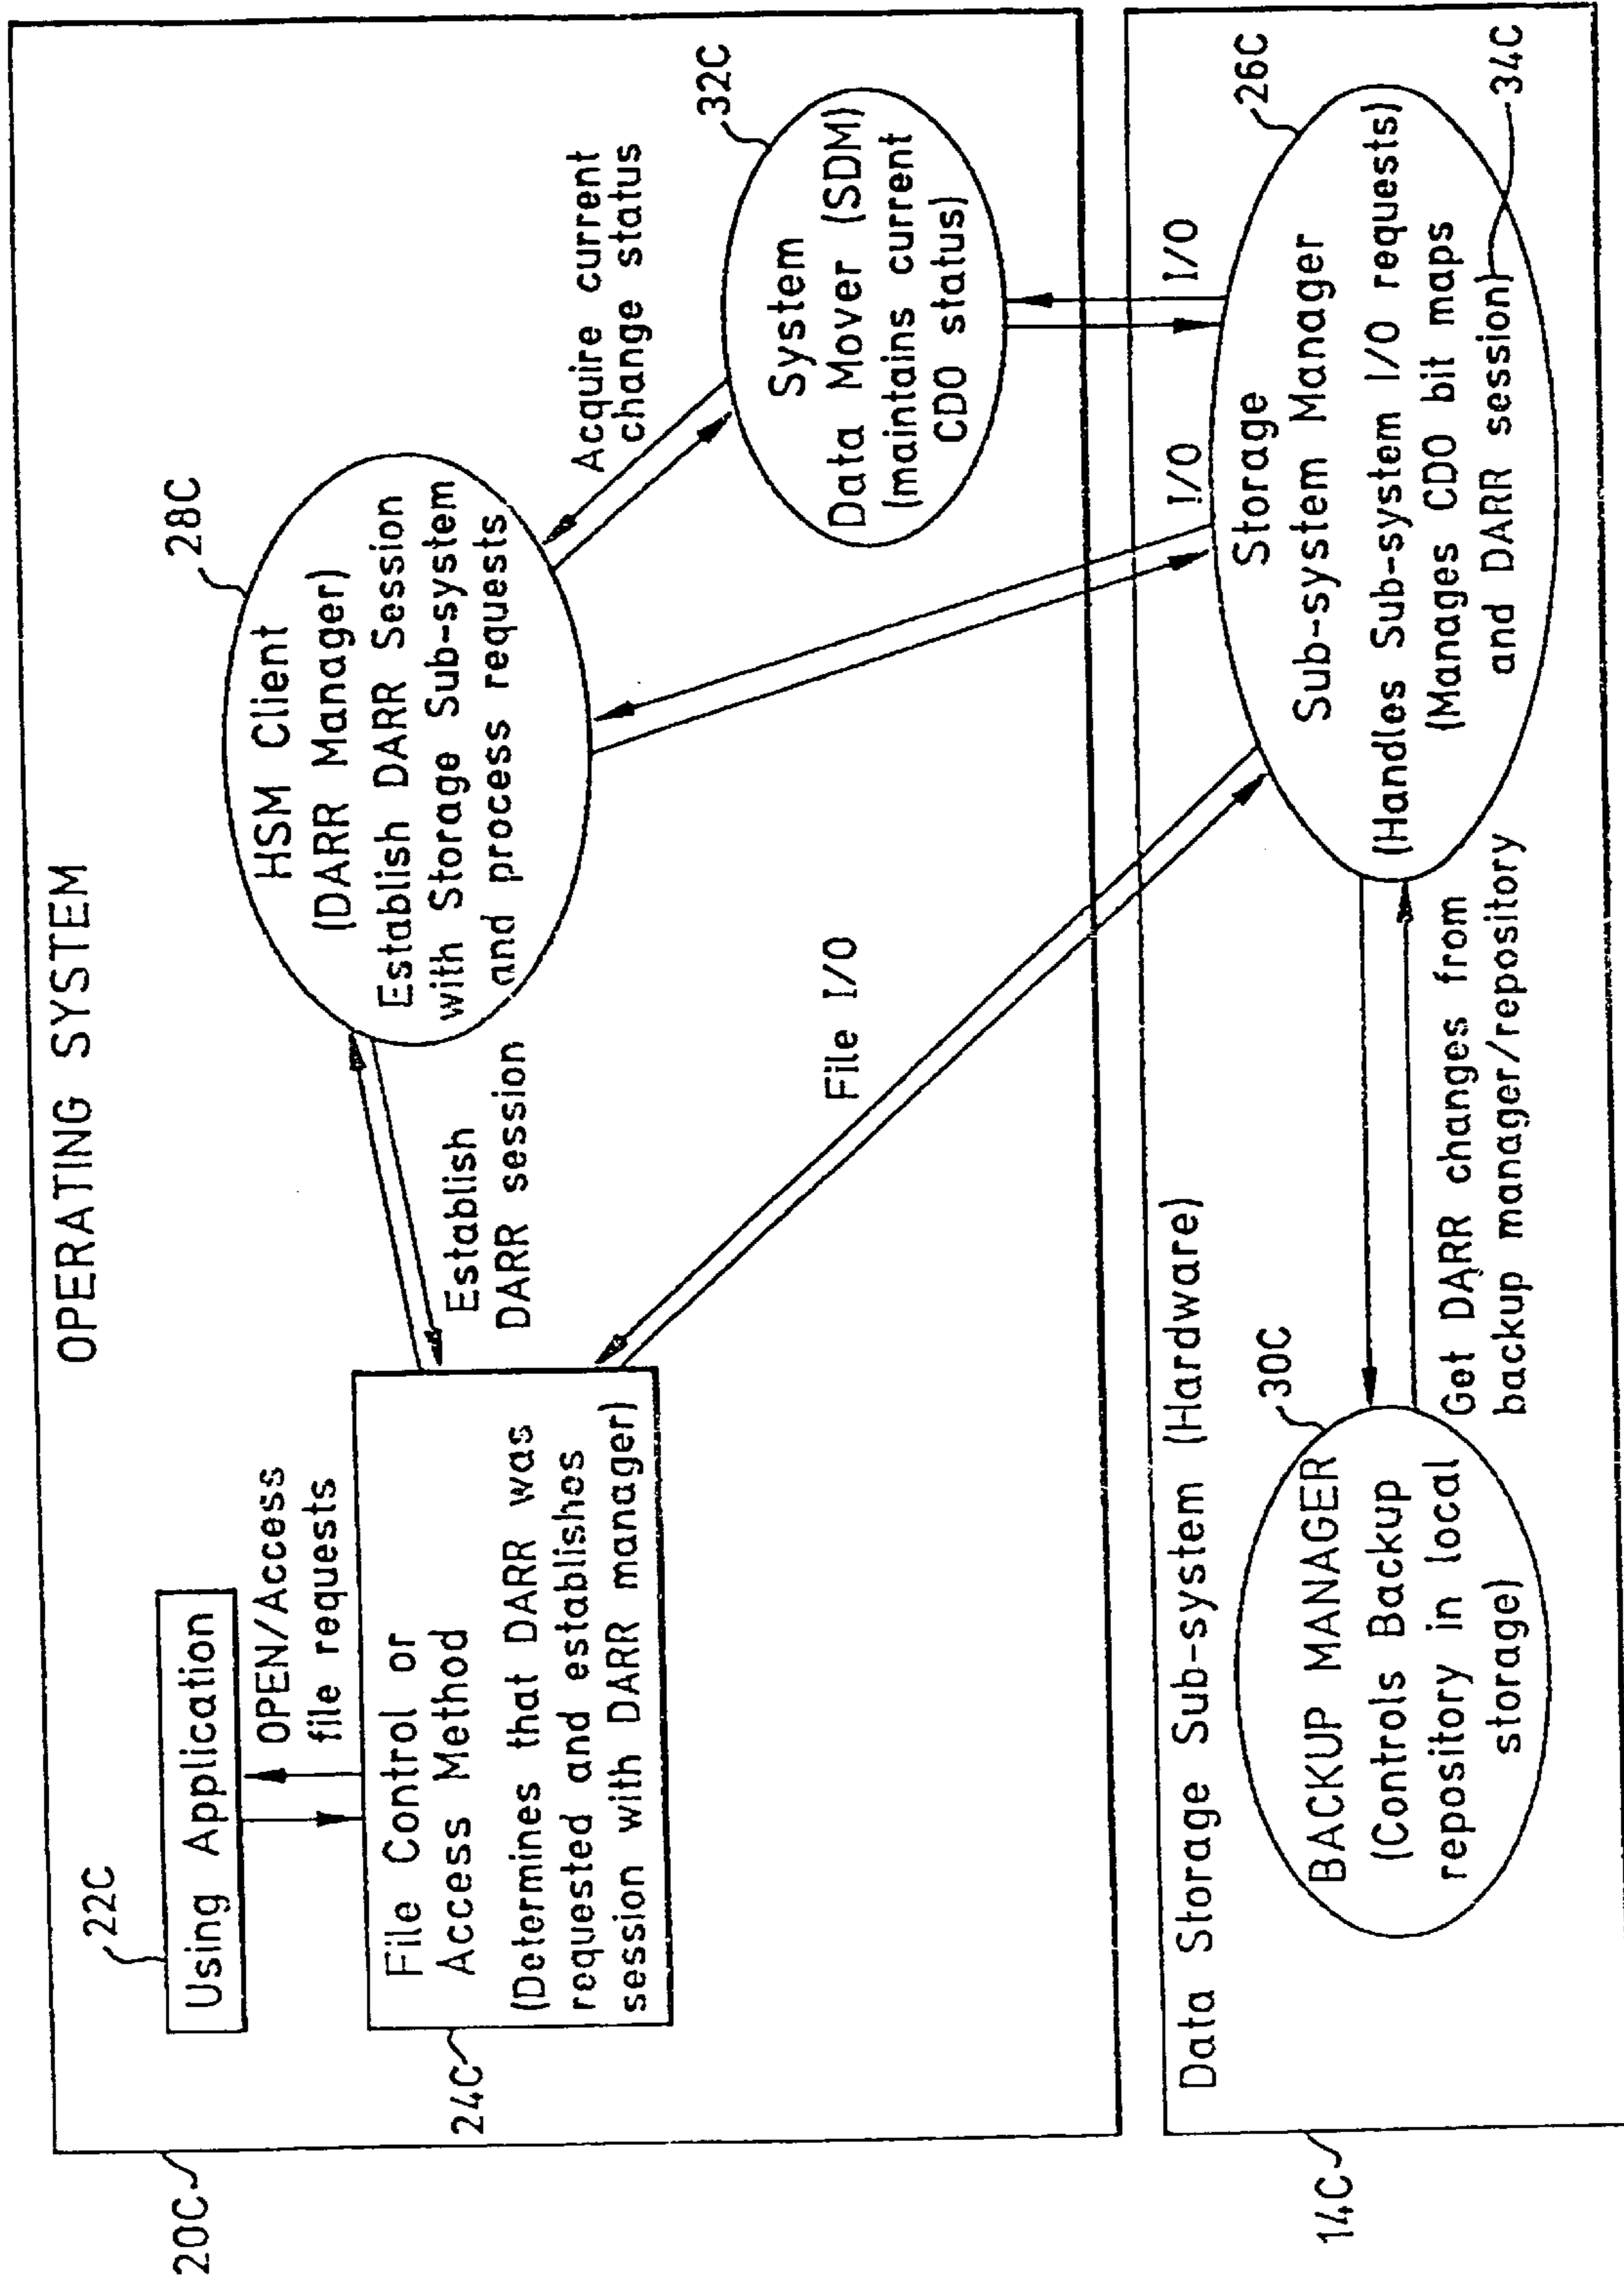 OPERATING SYSTEM
20C
22C
Using Application
OPEN/Access
file requests
24C
File Control or
Access Method
(Determines that DARR was
requested and establishes
session with DARR manager)
Establish
DARR session
28C
HSM Client
(DARR Manager)
Establish DARR Session
with Storage Sub-system
and process requests
Acquire current
change status
32C
System
Data Mover (SDM)
(maintains current
CDO status)
File I/O
I/O
I/O
14C
Data Storage Sub-system (Hardware)
30C
BACKUP MANAGER
(Controls Backup
repository in local
storage)
Get DARR changes from
backup manager/repository
26C
Storage
Sub-system Manager
(Handles Sub-system I/O requests)
(Manages CDO bit maps
and DARR session)
34C